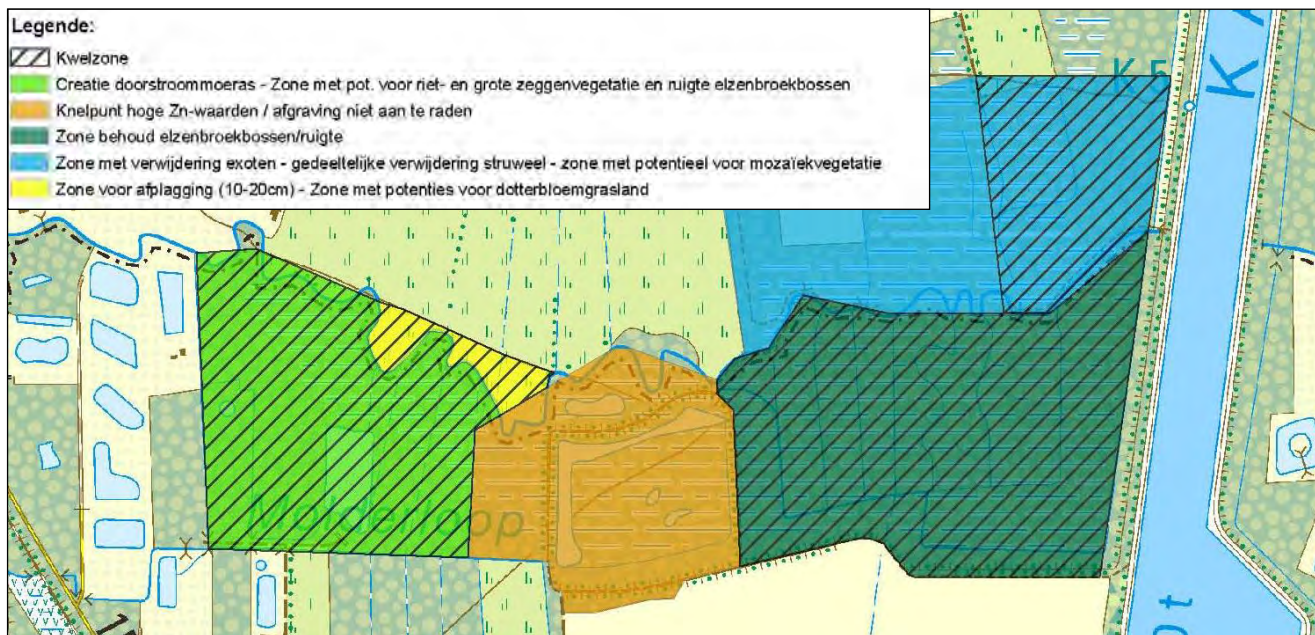 Legende:
Kwelzone
Creatie doorstroommoeras - Zone met pot. voor riet- en grote zeggenvegetatie en ruigte elzenbroekbossen
Knelpunt hoge Zn-waarden / afgraving niet aan te raden
Zone behoud elzenbroekbossen/ruigte
Zone met verwijdering exoten - gedeeltelijke verwijdering struweel - zone met potentieel voor mozaïekvegetatie
Zone voor afplagging (10-20cm) - Zone met potenties voor dotterbloemgrasland
K 5
K
Molderloop